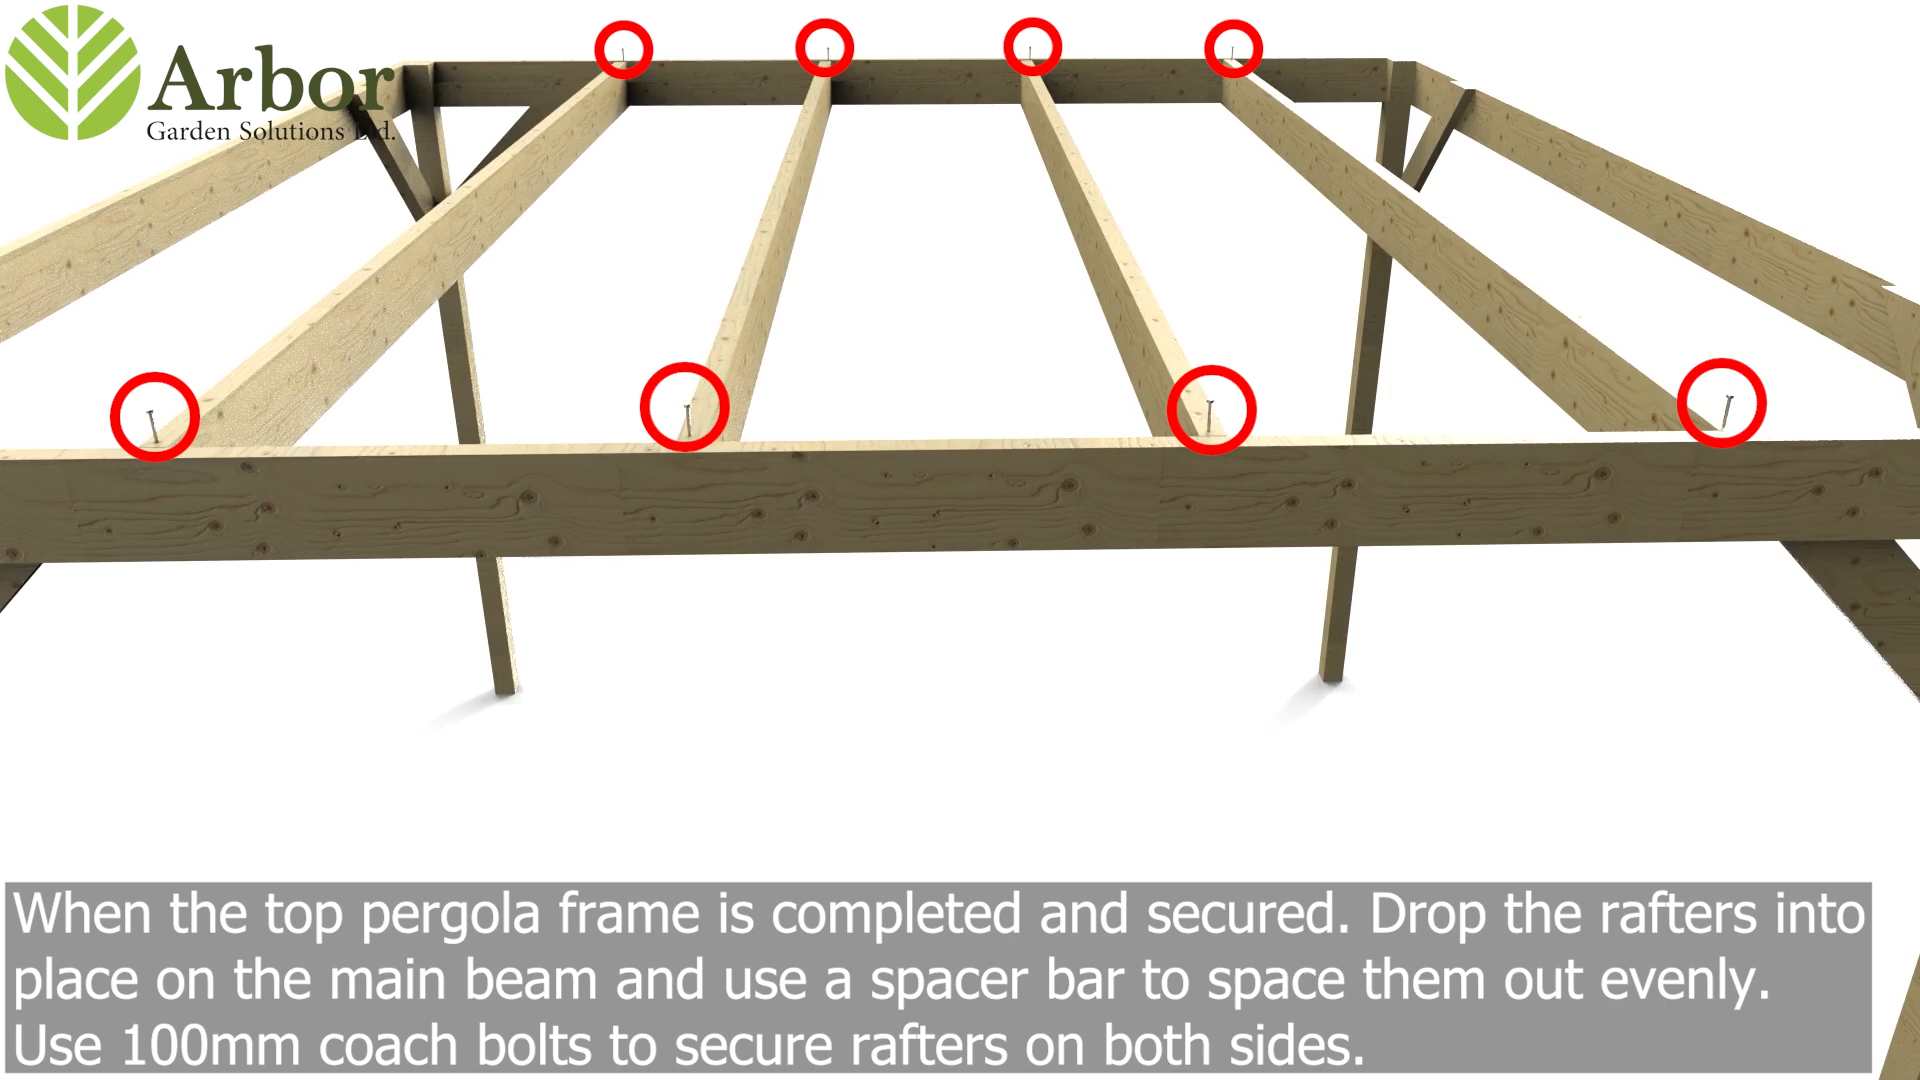 Arbor
Garden Solutions Ltd.
When the top pergola frame is completed and secured. Drop the rafters into
place on the main beam and use a spacer bar to space them out evenly.
Use 100mm coach bolts to secure rafters on both sides.